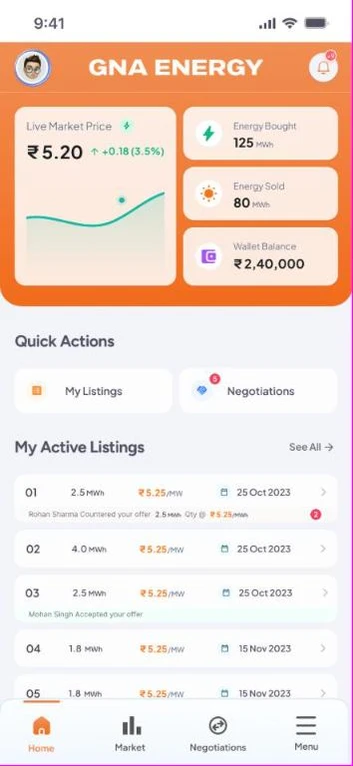 9:41
GNA ENERGY
Live Market Price
₹5.20 ↑ +0.18 (3.5%)
Energy Bought
125 MWh
Energy Sold
80 MWh
Wallet Balance
₹2,40,000
Quick Actions
My Listings
5
Negotiations
My Active Listings
See All →
01 2.5 MWh ₹5.25/MW 25 Oct 2023
Rohan Sharma Countered your offer 2.5 MWh Qty @ ₹5.25/MWh 2
02 4.0 MWh ₹5.25/MW 25 Oct 2023
03 2.5 MWh ₹5.25/MW 25 Oct 2023
Mohan Singh Accepted your offer
04 1.8 MWh ₹5.25/MW 15 Nov 2023
05 1.8 MWh ₹5.25/MW 15 Nov 2023
Home
Market
Negotiations
Menu